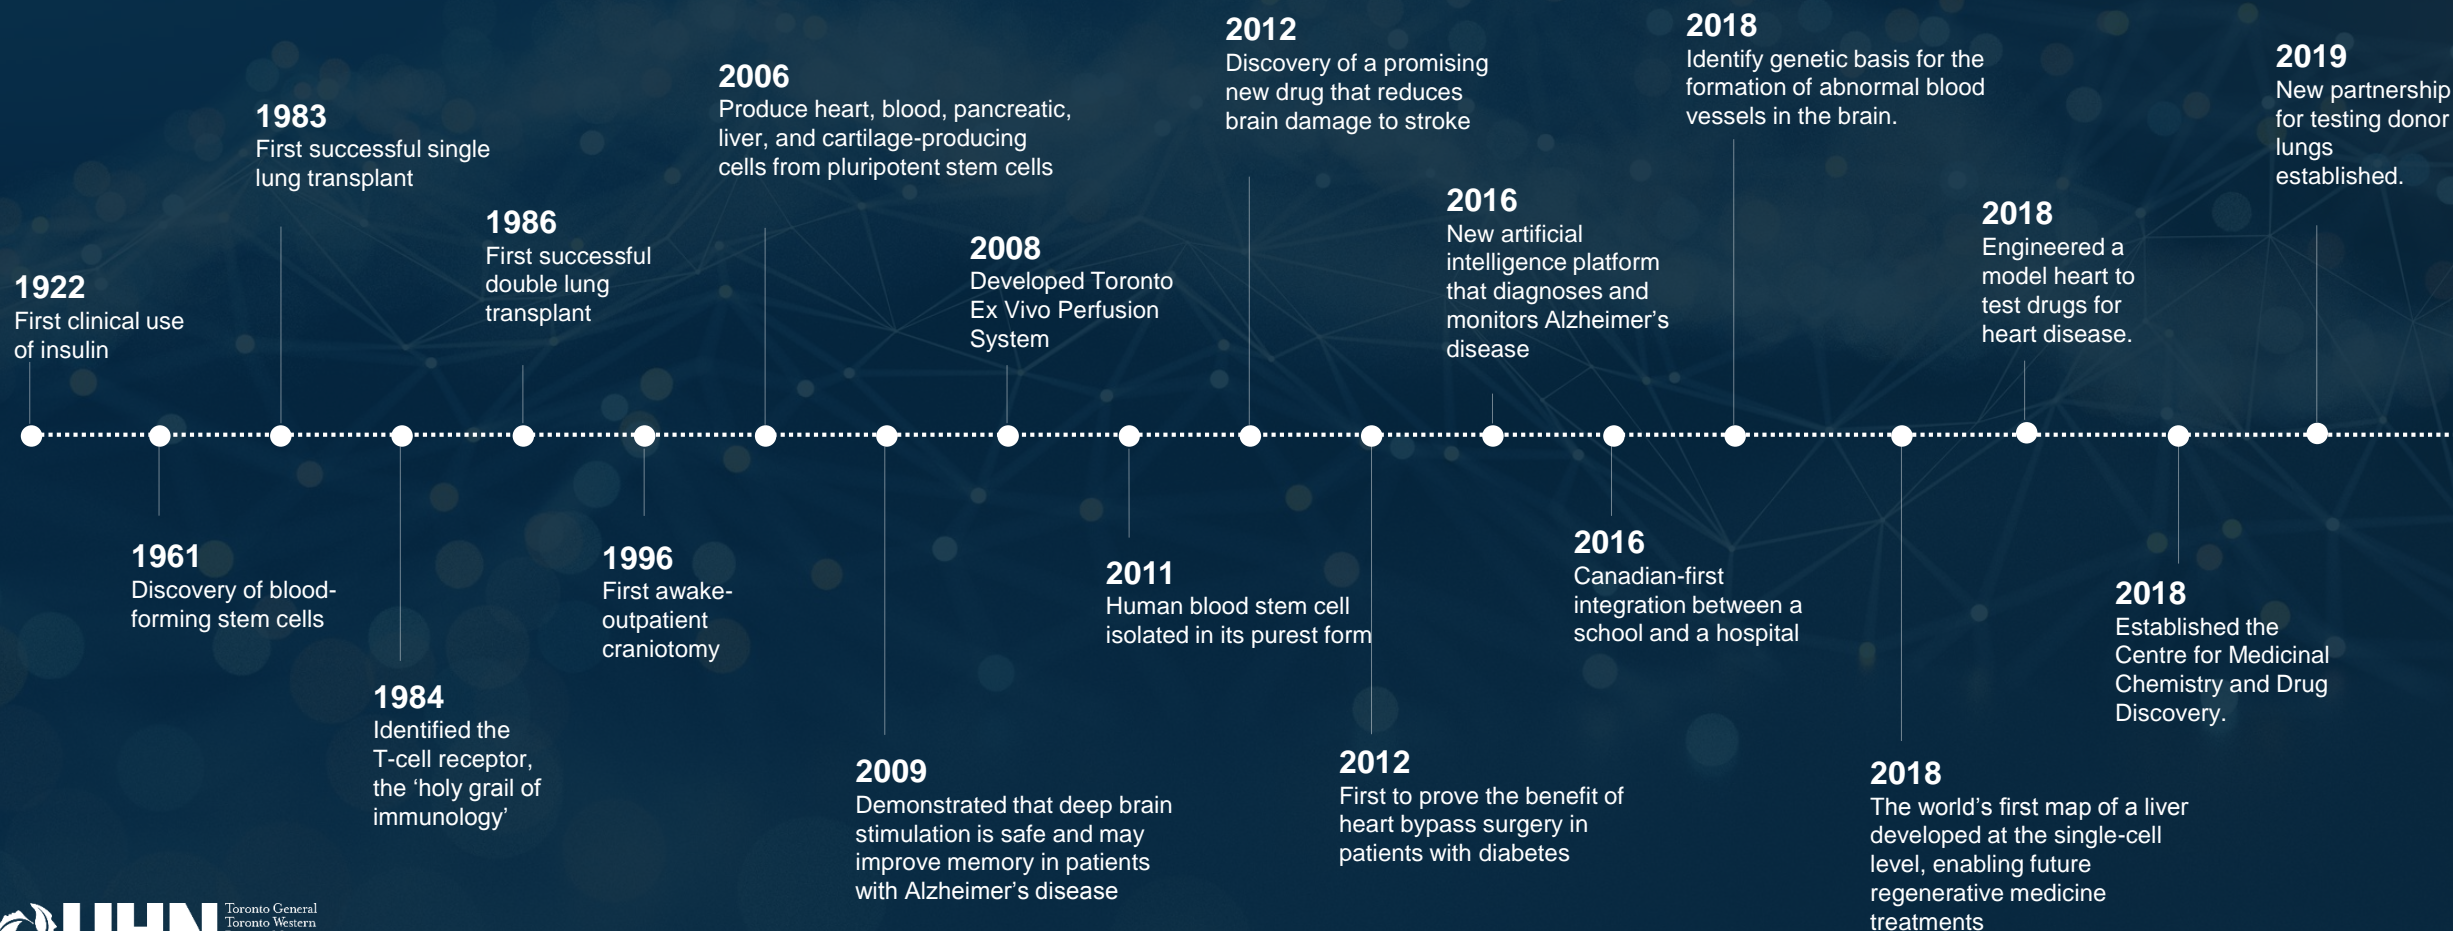 1922
First clinical use
of insulin
1961
Discovery of blood-
forming stem cells
1983
First successful single
lung transplant
1984
Identified the
T-cell receptor,
the ‘holy grail of
immunology’
1986
First successful
double lung
transplant
1996
First awake-
outpatient
craniotomy
2006
Produce heart, blood, pancreatic,
liver, and cartilage-producing
cells from pluripotent stem cells
2009
Demonstrated that deep brain
stimulation is safe and may
improve memory in patients
with Alzheimer’s disease
2008
Developed Toronto
Ex Vivo Perfusion
System
2011
Human blood stem cell
isolated in its purest form
2012
Discovery of a promising
new drug that reduces
brain damage to stroke
2012
First to prove the benefit of
heart bypass surgery in
patients with diabetes
2016
New artificial
intelligence platform
that diagnoses and
monitors Alzheimer’s
disease
2016
Canadian-first
integration between a
school and a hospital
2018
Identify genetic basis for the
formation of abnormal blood
vessels in the brain.
2018
The world’s first map of a liver
developed at the single-cell
level, enabling future
regenerative medicine
treatments
2018
Engineered a
model heart to
test drugs for
heart disease.
2018
Established the
Centre for Medicinal
Chemistry and Drug
Discovery.
2019
New partnership
for testing donor
lungs
established.
UHN
Toronto General
Toronto Western